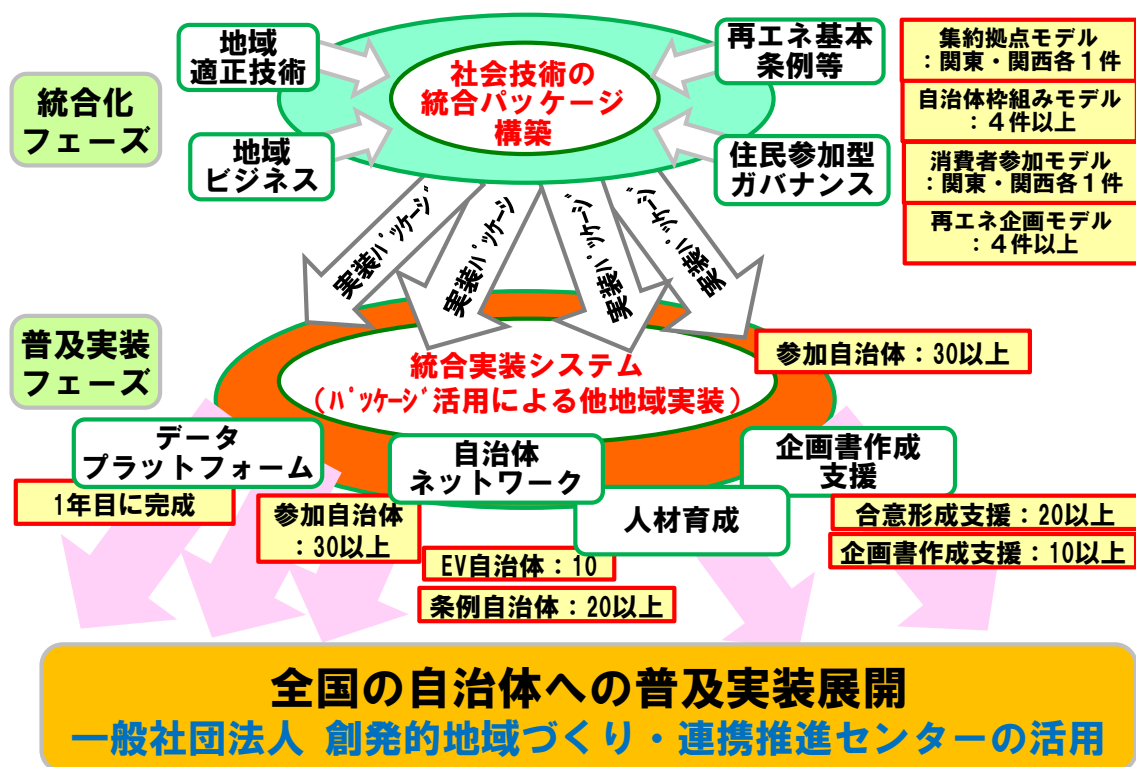 地域
適正技術
再エネ基本
条例等
社会技術の
統合パッケージ
構築
統合化
フェーズ
地域
ビジネス
住民参加型
ガバナンス
集約拠点モデル
：関東・関西各１件
自治体枠組みモデル
：４件以上
消費者参加モデル
：関東・関西各１件
再エネ企画モデル
：４件以上
実装ﾊﾟｯｹｰｼﾞ
実装ﾊﾟｯｹｰｼﾞ
実装ﾊﾟｯｹｰｼﾞ
実装ﾊﾟｯｹｰｼﾞ
普及実装
フェーズ
統合実装システム
（ﾊﾟｯｹｰｼﾞ活用による他地域実装）
参加自治体：30以上
データ
プラットフォーム
1年目に完成
自治体
ネットワーク
参加自治体
：30以上
EV自治体：10
条例自治体：20以上
人材育成
企画書作成
支援
合意形成支援：20以上
企画書作成支援：10以上
全国の自治体への普及実装展開
一般社団法人 創発的地域づくり・連携推進センターの活用